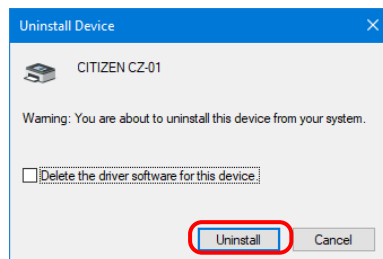 Uninstall Device
CITIZEN CZ-01
Warning: You are about to uninstall this device from your system.
Delete the driver software for this device.
Uninstall Cancel